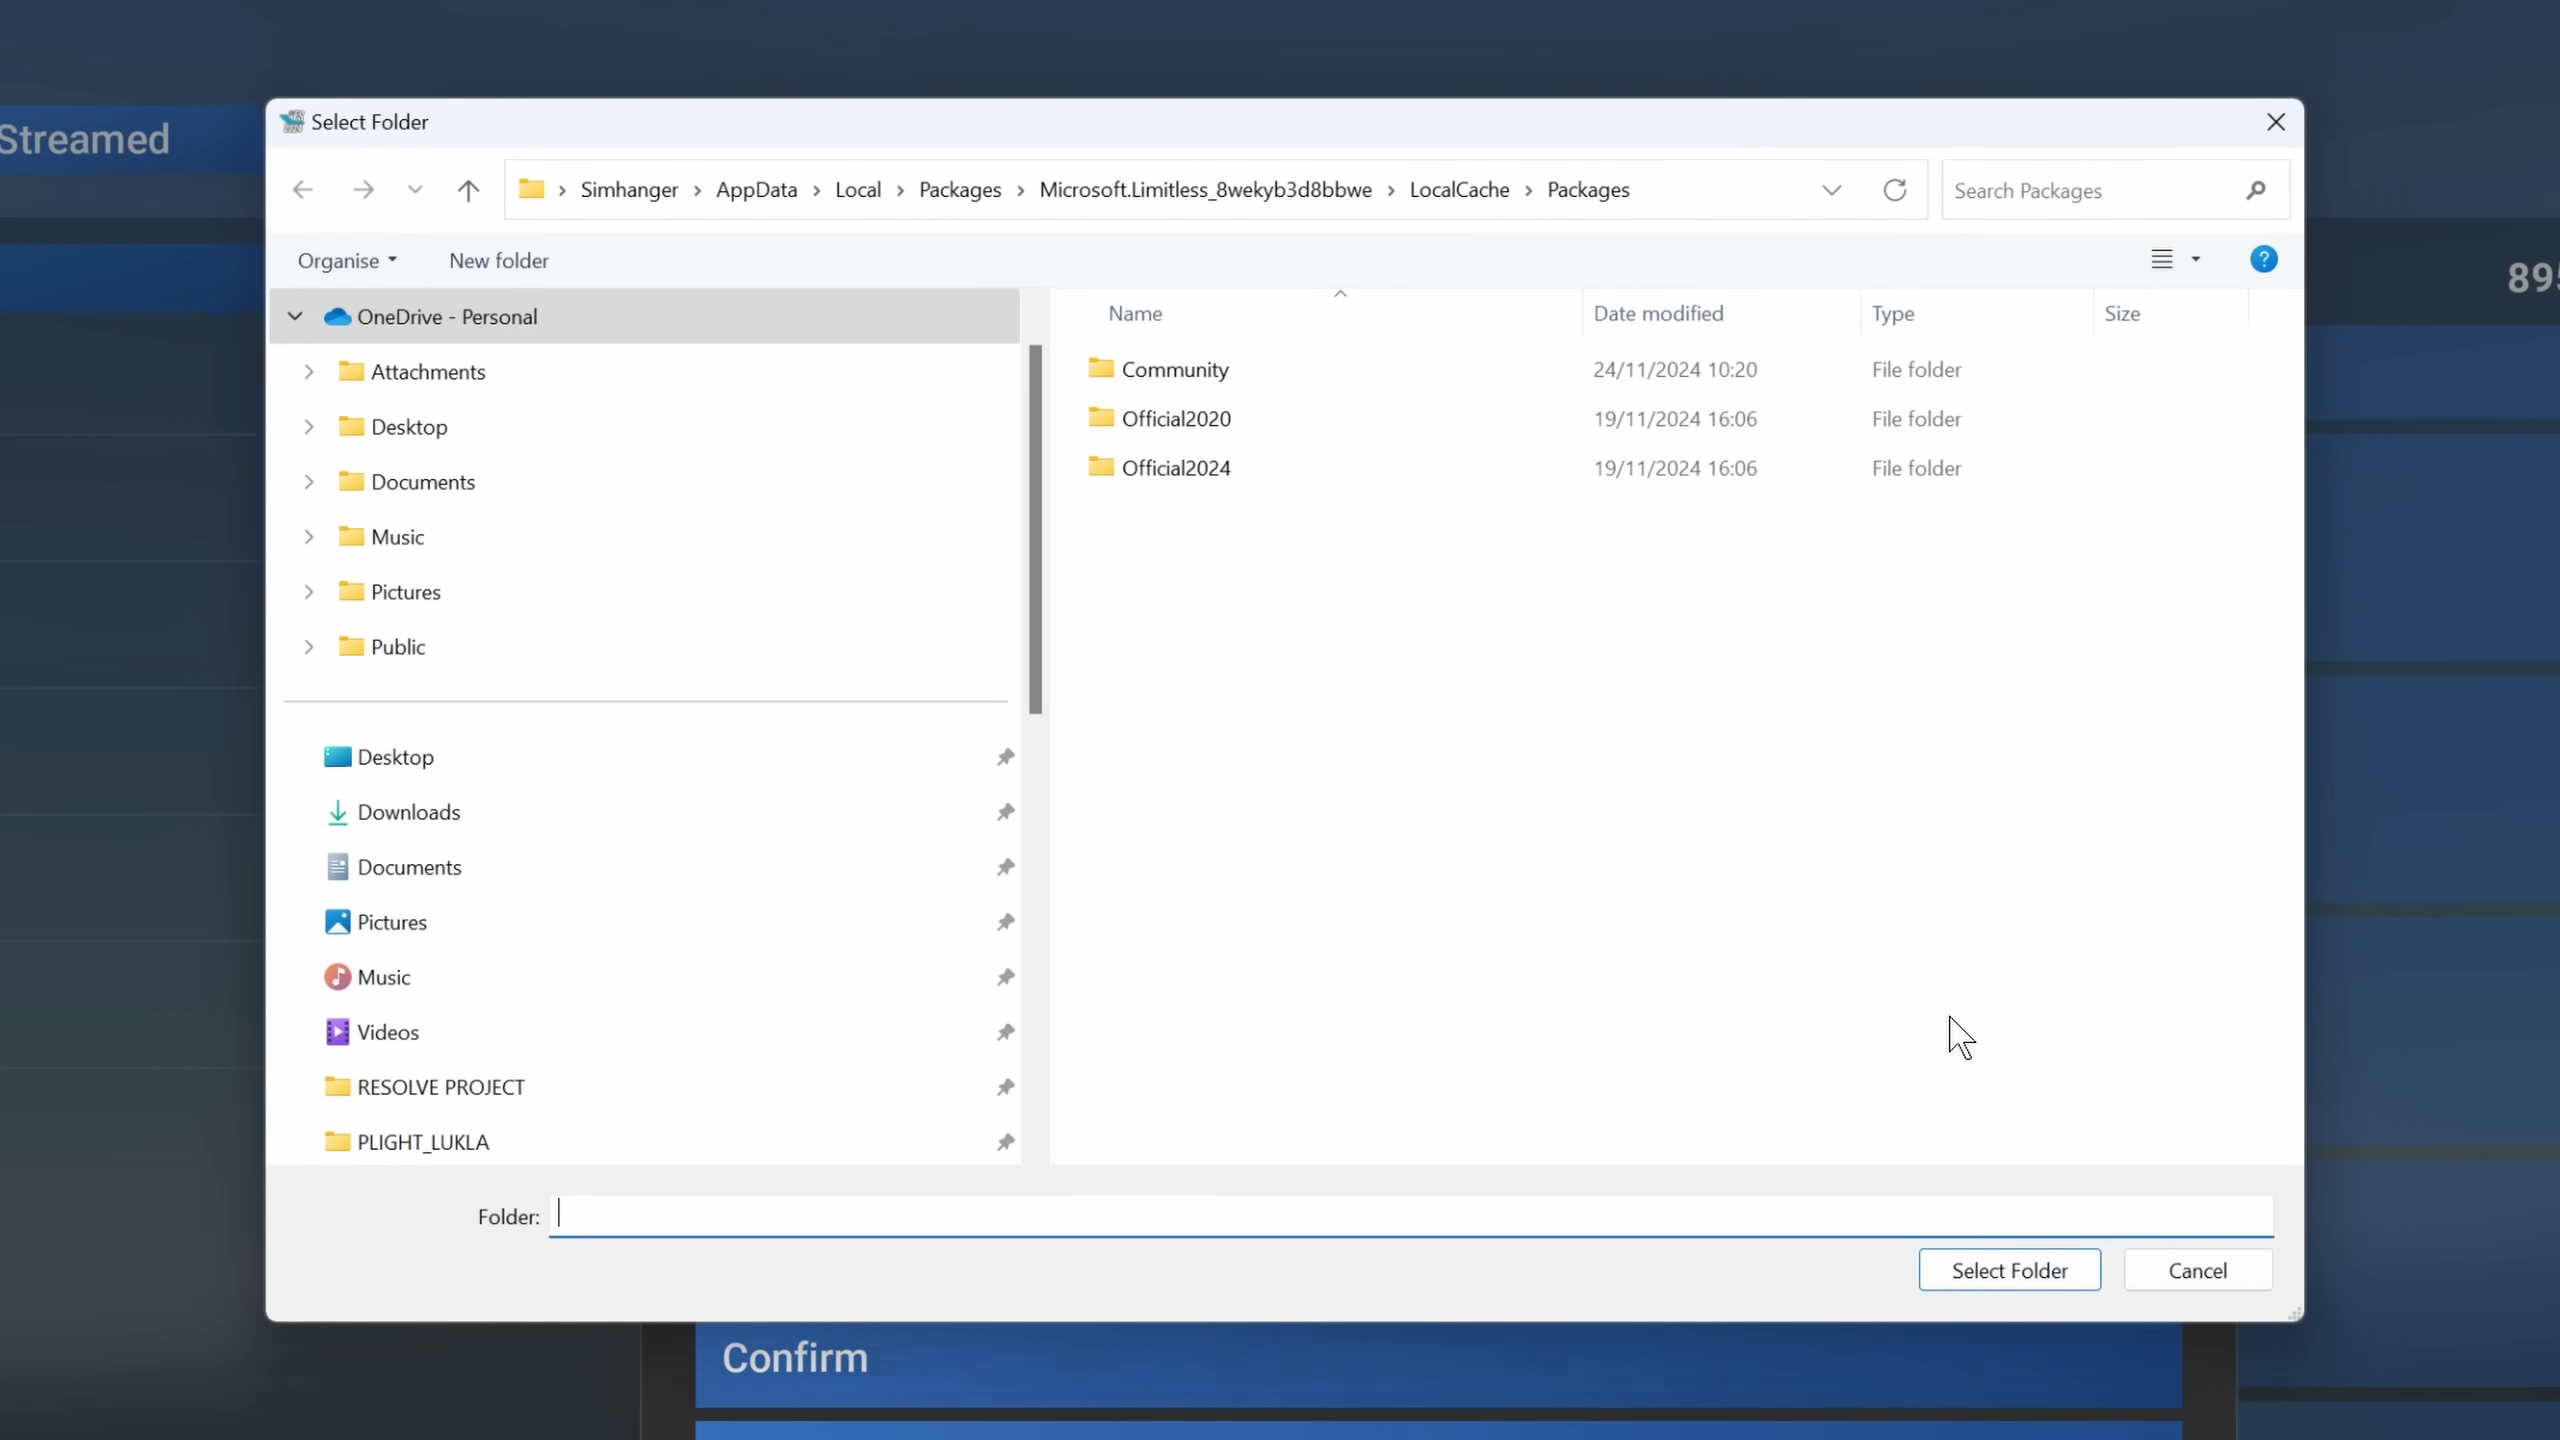 Streamed
Select Folder
Simhanger > AppData > Local > Packages > Microsoft.Limitless_8wekyb3d8bbwe > LocalCache > Packages
Search Packages
Organise
New folder
895
OneDrive - Personal
Attachments
Desktop
Documents
Music
Pictures
Public
Desktop
Downloads
Documents
Pictures
Music
Videos
RESOLVE PROJECT
PLIGHT_LUKLA
Name Date modified Type Size
Community 24/11/2024 10:20 File folder
Official2020 19/11/2024 16:06 File folder
Official2024 19/11/2024 16:06 File folder
Folder:
Select Folder
Cancel
Confirm